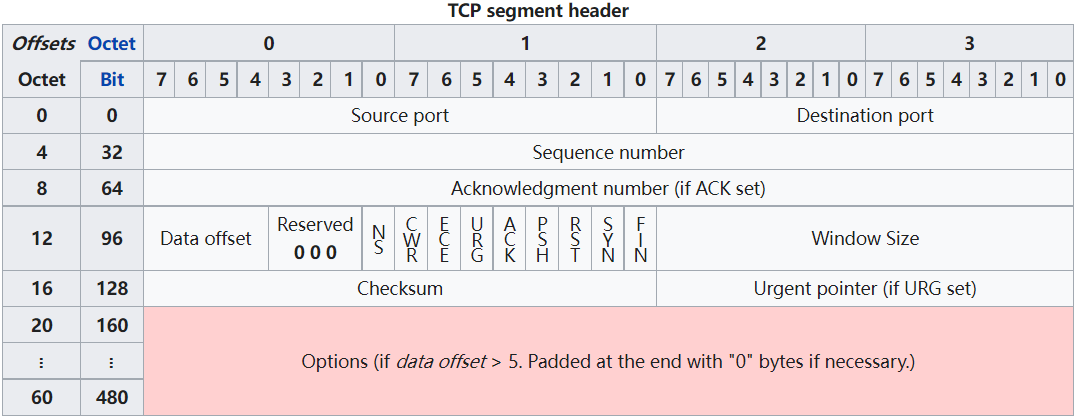 TCP segment header
Offsets Octet 0 1 2 3
Octet Bit 7 6 5 4 3 2 1 0 7 6 5 4 3 2 1 0 7 6 5 4 3 2 1 0 7 6 5 4 3 2 1 0
0 0 Source port Destination port
4 32 Sequence number
8 64 Acknowledgment number (if ACK set)
12 96 Data offset Reserved 0 0 0 NS CWR ECE URG ACK PSH RST SYN FIN Window Size
16 128 Checksum Urgent pointer (if URG set)
20 160
⋮ ⋮ Options (if data offset > 5. Padded at the end with "0" bytes if necessary.)
60 480